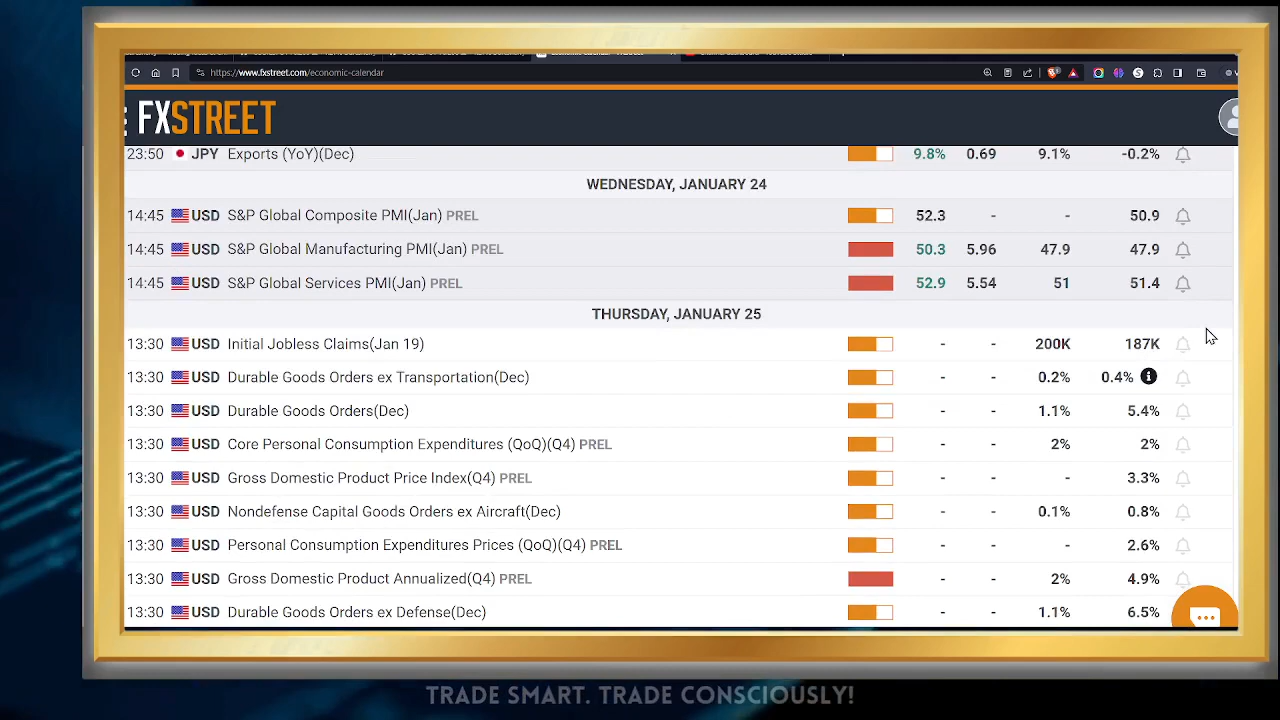 https://www.fxstreet.com/economic-calendar
FXSTREET
23:50 JPY Exports (YoY)(Dec) 9.8% 0.69 9.1% -0.2%
WEDNESDAY, JANUARY 24
14:45 USD S&P Global Composite PMI(Jan) PREL 52.3 - - 50.9
14:45 USD S&P Global Manufacturing PMI(Jan) PREL 50.3 5.96 47.9 47.9
14:45 USD S&P Global Services PMI(Jan) PREL 52.9 5.54 51 51.4
THURSDAY, JANUARY 25
13:30 USD Initial Jobless Claims(Jan 19) - - 200K 187K
13:30 USD Durable Goods Orders ex Transportation(Dec) - - 0.2% 0.4%
13:30 USD Durable Goods Orders(Dec) - - 1.1% 5.4%
13:30 USD Core Personal Consumption Expenditures (QoQ)(Q4) PREL - - 2% 2%
13:30 USD Gross Domestic Product Price Index(Q4) PREL - - - 3.3%
13:30 USD Nondefense Capital Goods Orders ex Aircraft(Dec) - - 0.1% 0.8%
13:30 USD Personal Consumption Expenditures Prices (QoQ)(Q4) PREL - - - 2.6%
13:30 USD Gross Domestic Product Annualized(Q4) PREL - - 2% 4.9%
13:30 USD Durable Goods Orders ex Defense(Dec) - - 1.1% 6.5%
TRADE SMART. TRADE CONSCIOUSLY!